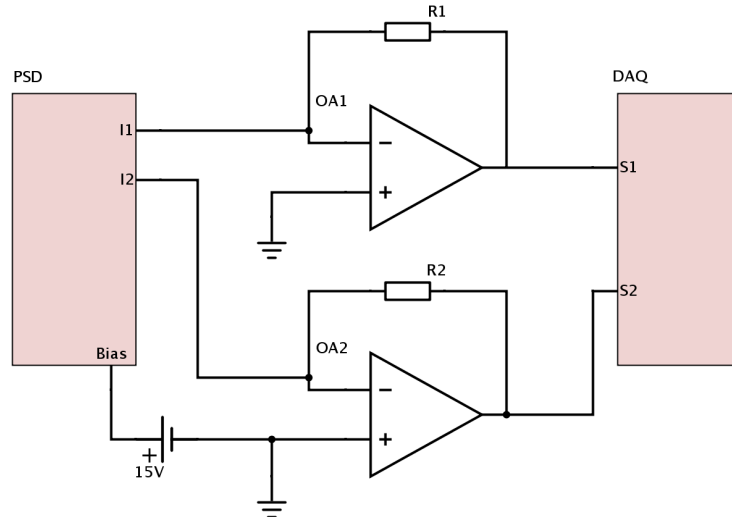 R1
PSD
DAQ
OA1
I1
−
S1
I2
+
R2
S2
OA2
Bias
−
+
+
15V